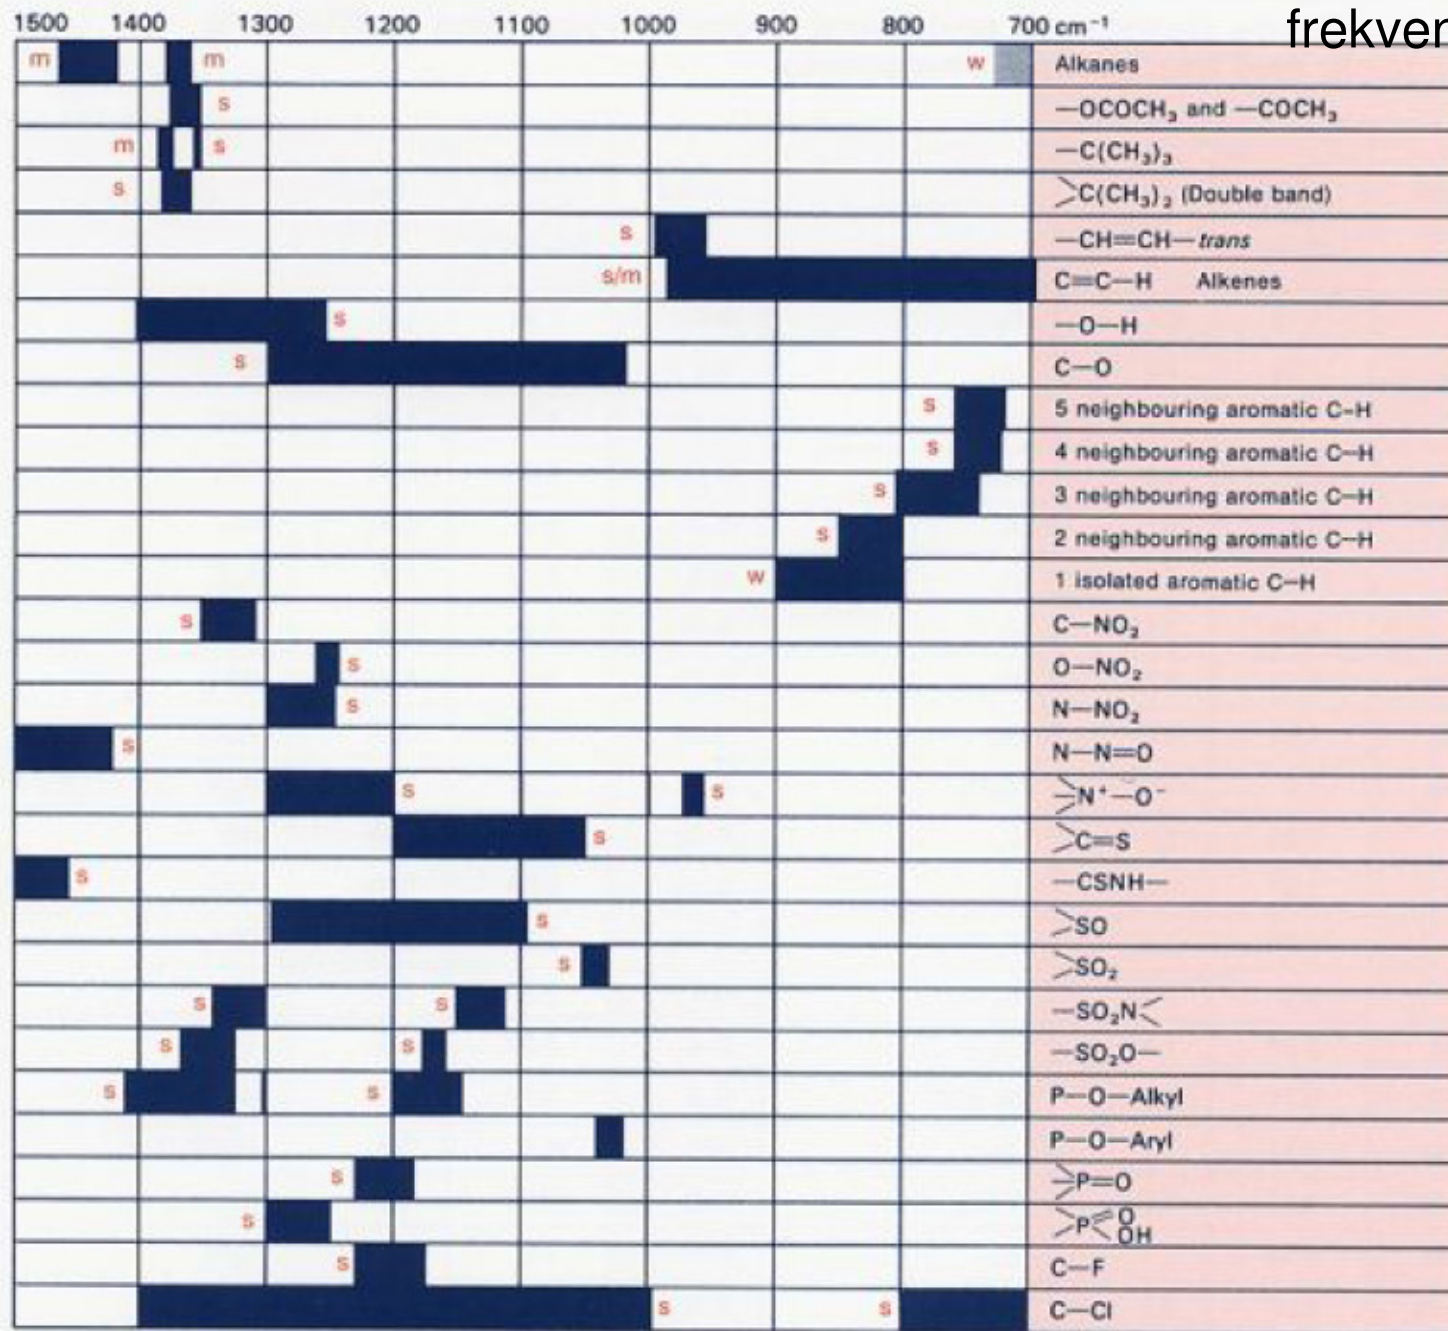 1500 1400 1300 1200 1100 1000 900 800 700 cm⁻¹
frekver
m m w Alkanes
s —OCOCH₃ and —COCH₃
m s —C(CH₃)₃
s >C(CH₃)₂ (Double band)
s —CH=CH—trans
s/m C=C—H Alkenes
s —O—H
s C—O
s 5 neighbouring aromatic C-H
s 4 neighbouring aromatic C—H
s 3 neighbouring aromatic C—H
s 2 neighbouring aromatic C—H
w 1 isolated aromatic C—H
s C—NO₂
s O—NO₂
s N—NO₂
s N—N=O
s s N⁺—O⁻
s >C=S
s —CSNH—
s >SO
s >SO₂
s s —SO₂N<
s s —SO₂O—
s s P—O—Alkyl
P—O—Aryl
s P=O
s >P O OH
s C—F
s s C—Cl